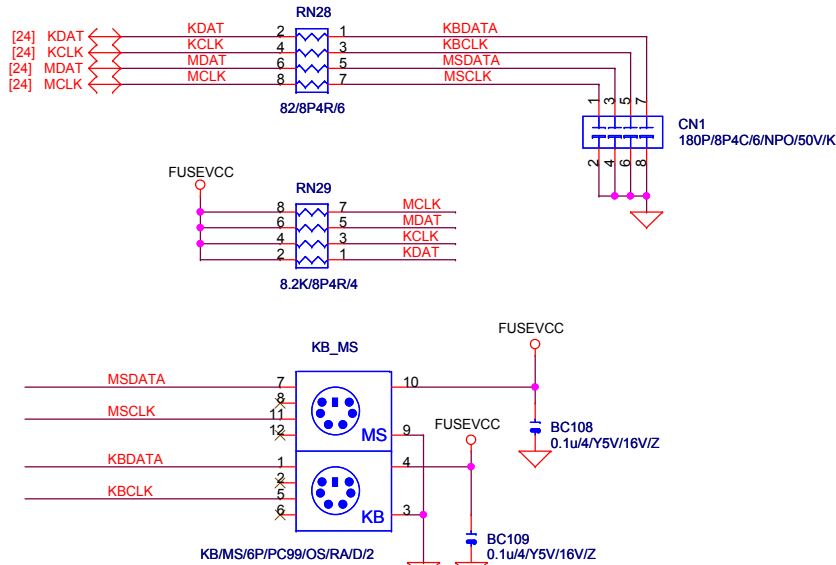 RN28
[24] KDAT KDAT 2 1 KBDATA
[24] KCLK KCLK 4 3 KBCLK
[24] MDAT MDAT 6 5 MSDATA
[24] MCLK MCLK 8 7 MSCLK
82/8P4R/6
1 3 5 7
CN1
180P/8P4C/6/NPO/50V/K
2 4 6 8
FUSEVCC
RN29
8 7 MCLK
6 5 MDAT
4 3 KCLK
2 1 KDAT
8.2K/8P4R/4
FUSEVCC
KB_MS
MSDATA 7 10
8
MSCLK 11
12 MS 9
FUSEVCC
BC108
0.1u/4/Y5V/16V/Z
KBDATA 1 4
2
KBCLK 5
6 KB 3
BC109
0.1u/4/Y5V/16V/Z
KB/MS/6P/PC99/OS/RA/D/2